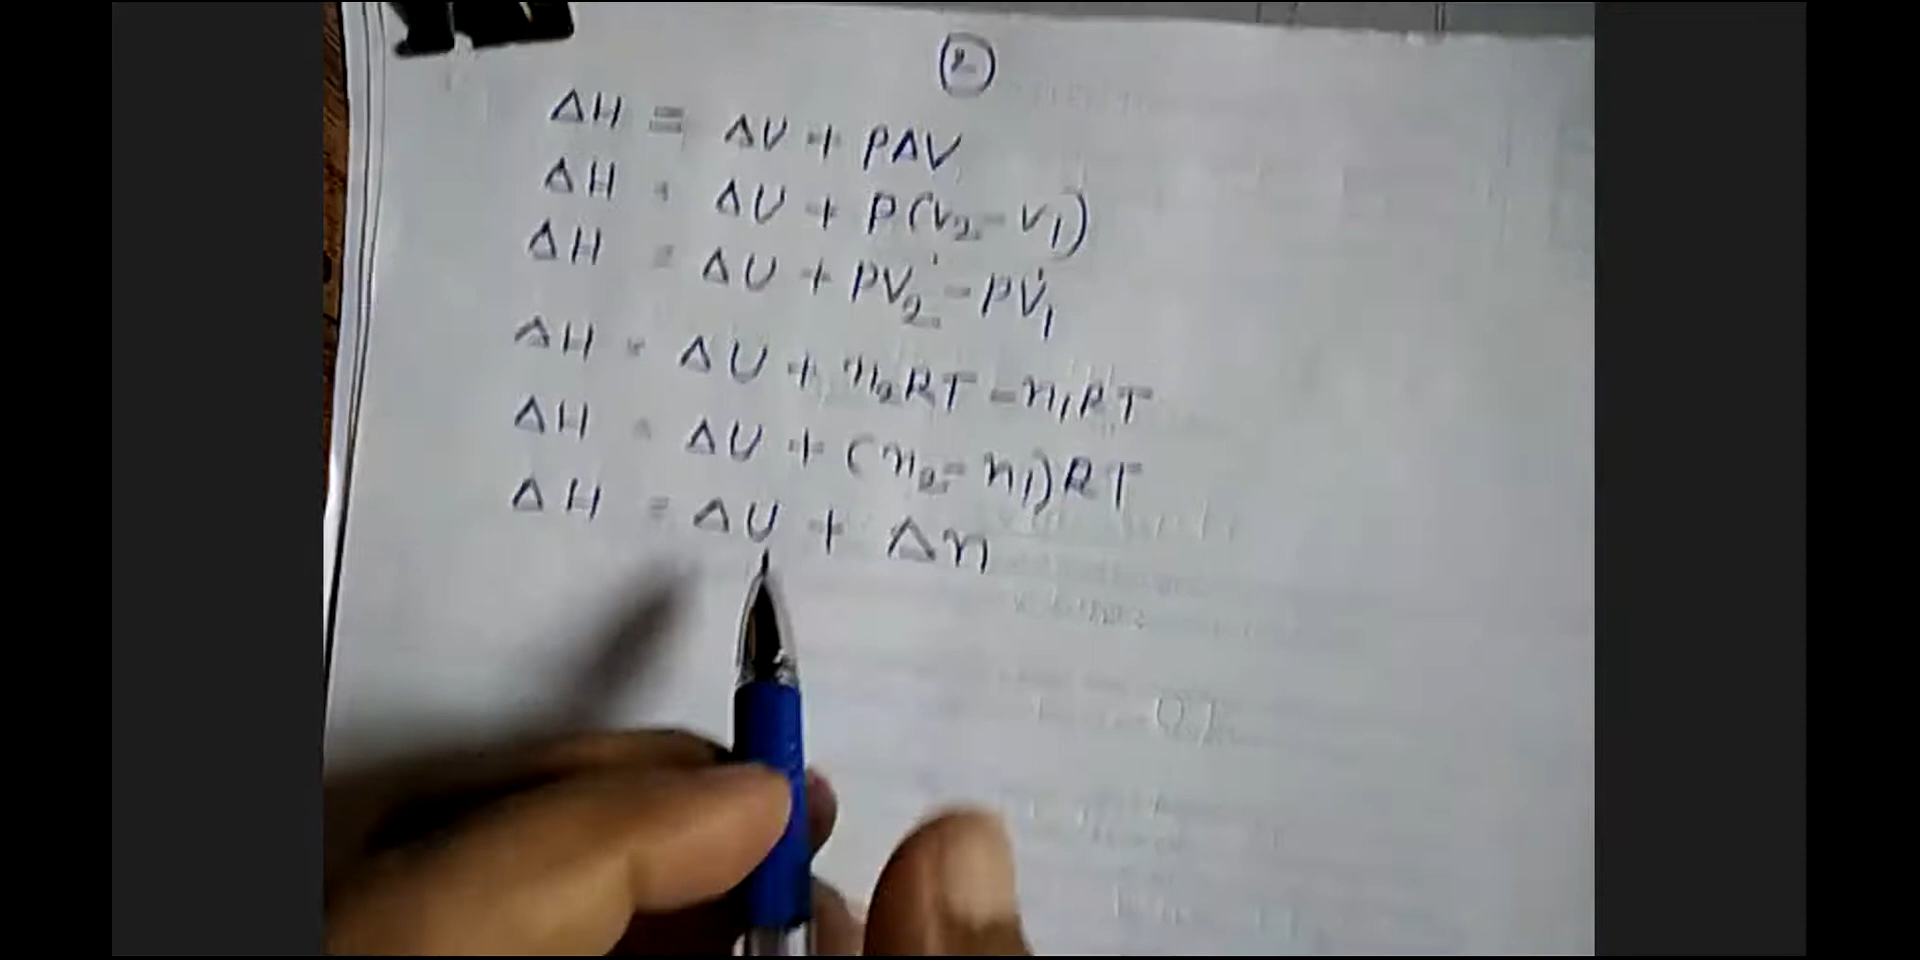 2
ΔH = ΔU + PΔV
ΔH = ΔU + P(V₂ - V₁)
ΔH = ΔU + PV₂ - PV₁
ΔH = ΔU + n₂RT - n₁RT
ΔH = ΔU + (n₂ - n₁)RT
ΔH = ΔU + Δn